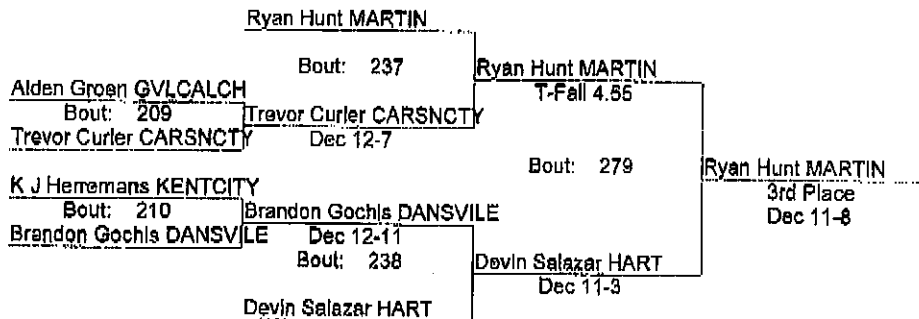 Ryan Hunt MARTIN
Bout: 237
Ryan Hunt MARTIN
T-Fall 4.55
Alden Groen GVLCALCH
Bout: 209
Trevor Curler CARSNCTY
Trevor Curler CARSNCTY
Dec 12-7
Bout: 279
Ryan Hunt MARTIN
3rd Place
Dec 11-8
K J Herremans KENTCITY
Bout: 210
Brandon Gochis DANSVILE
Brandon Gochis DANSVILE
Dec 12-11
Bout: 238
Devin Salazar HART
Dec 11-3
Devin Salazar HART